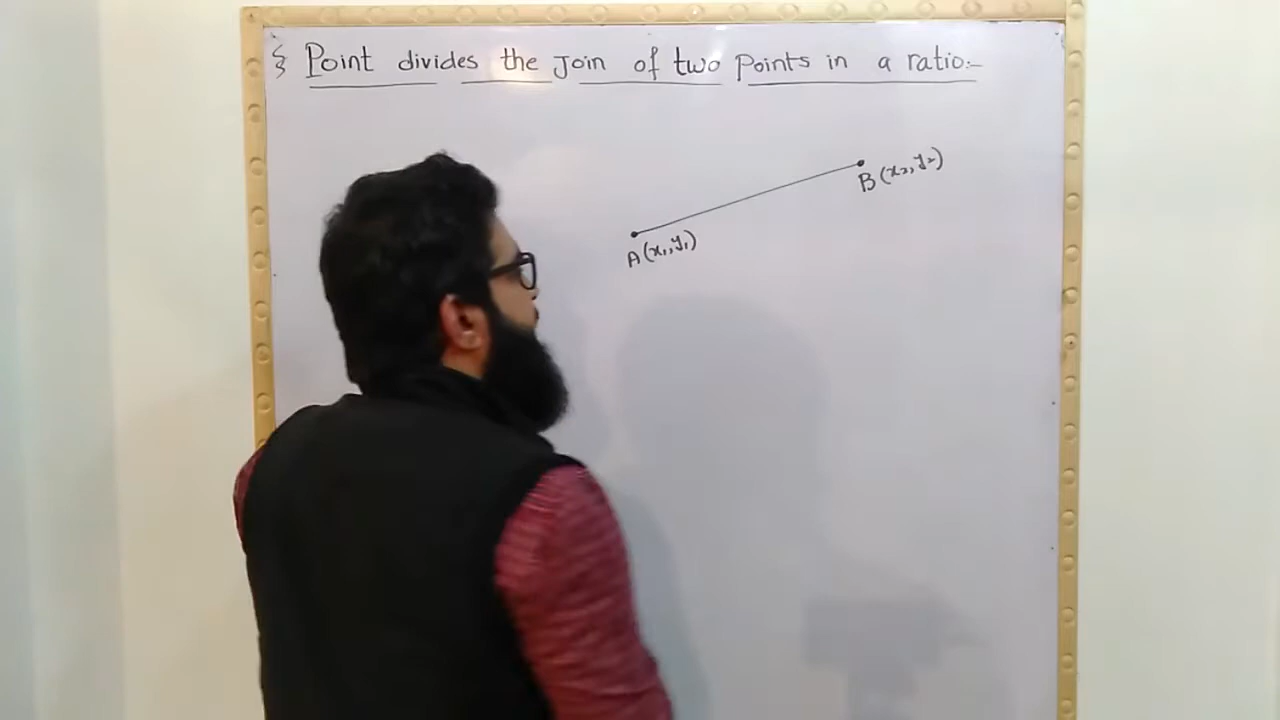 § Point divides the Join of two Points in a ratio:-
B(x₂,y₂)
A(x₁,y₁)